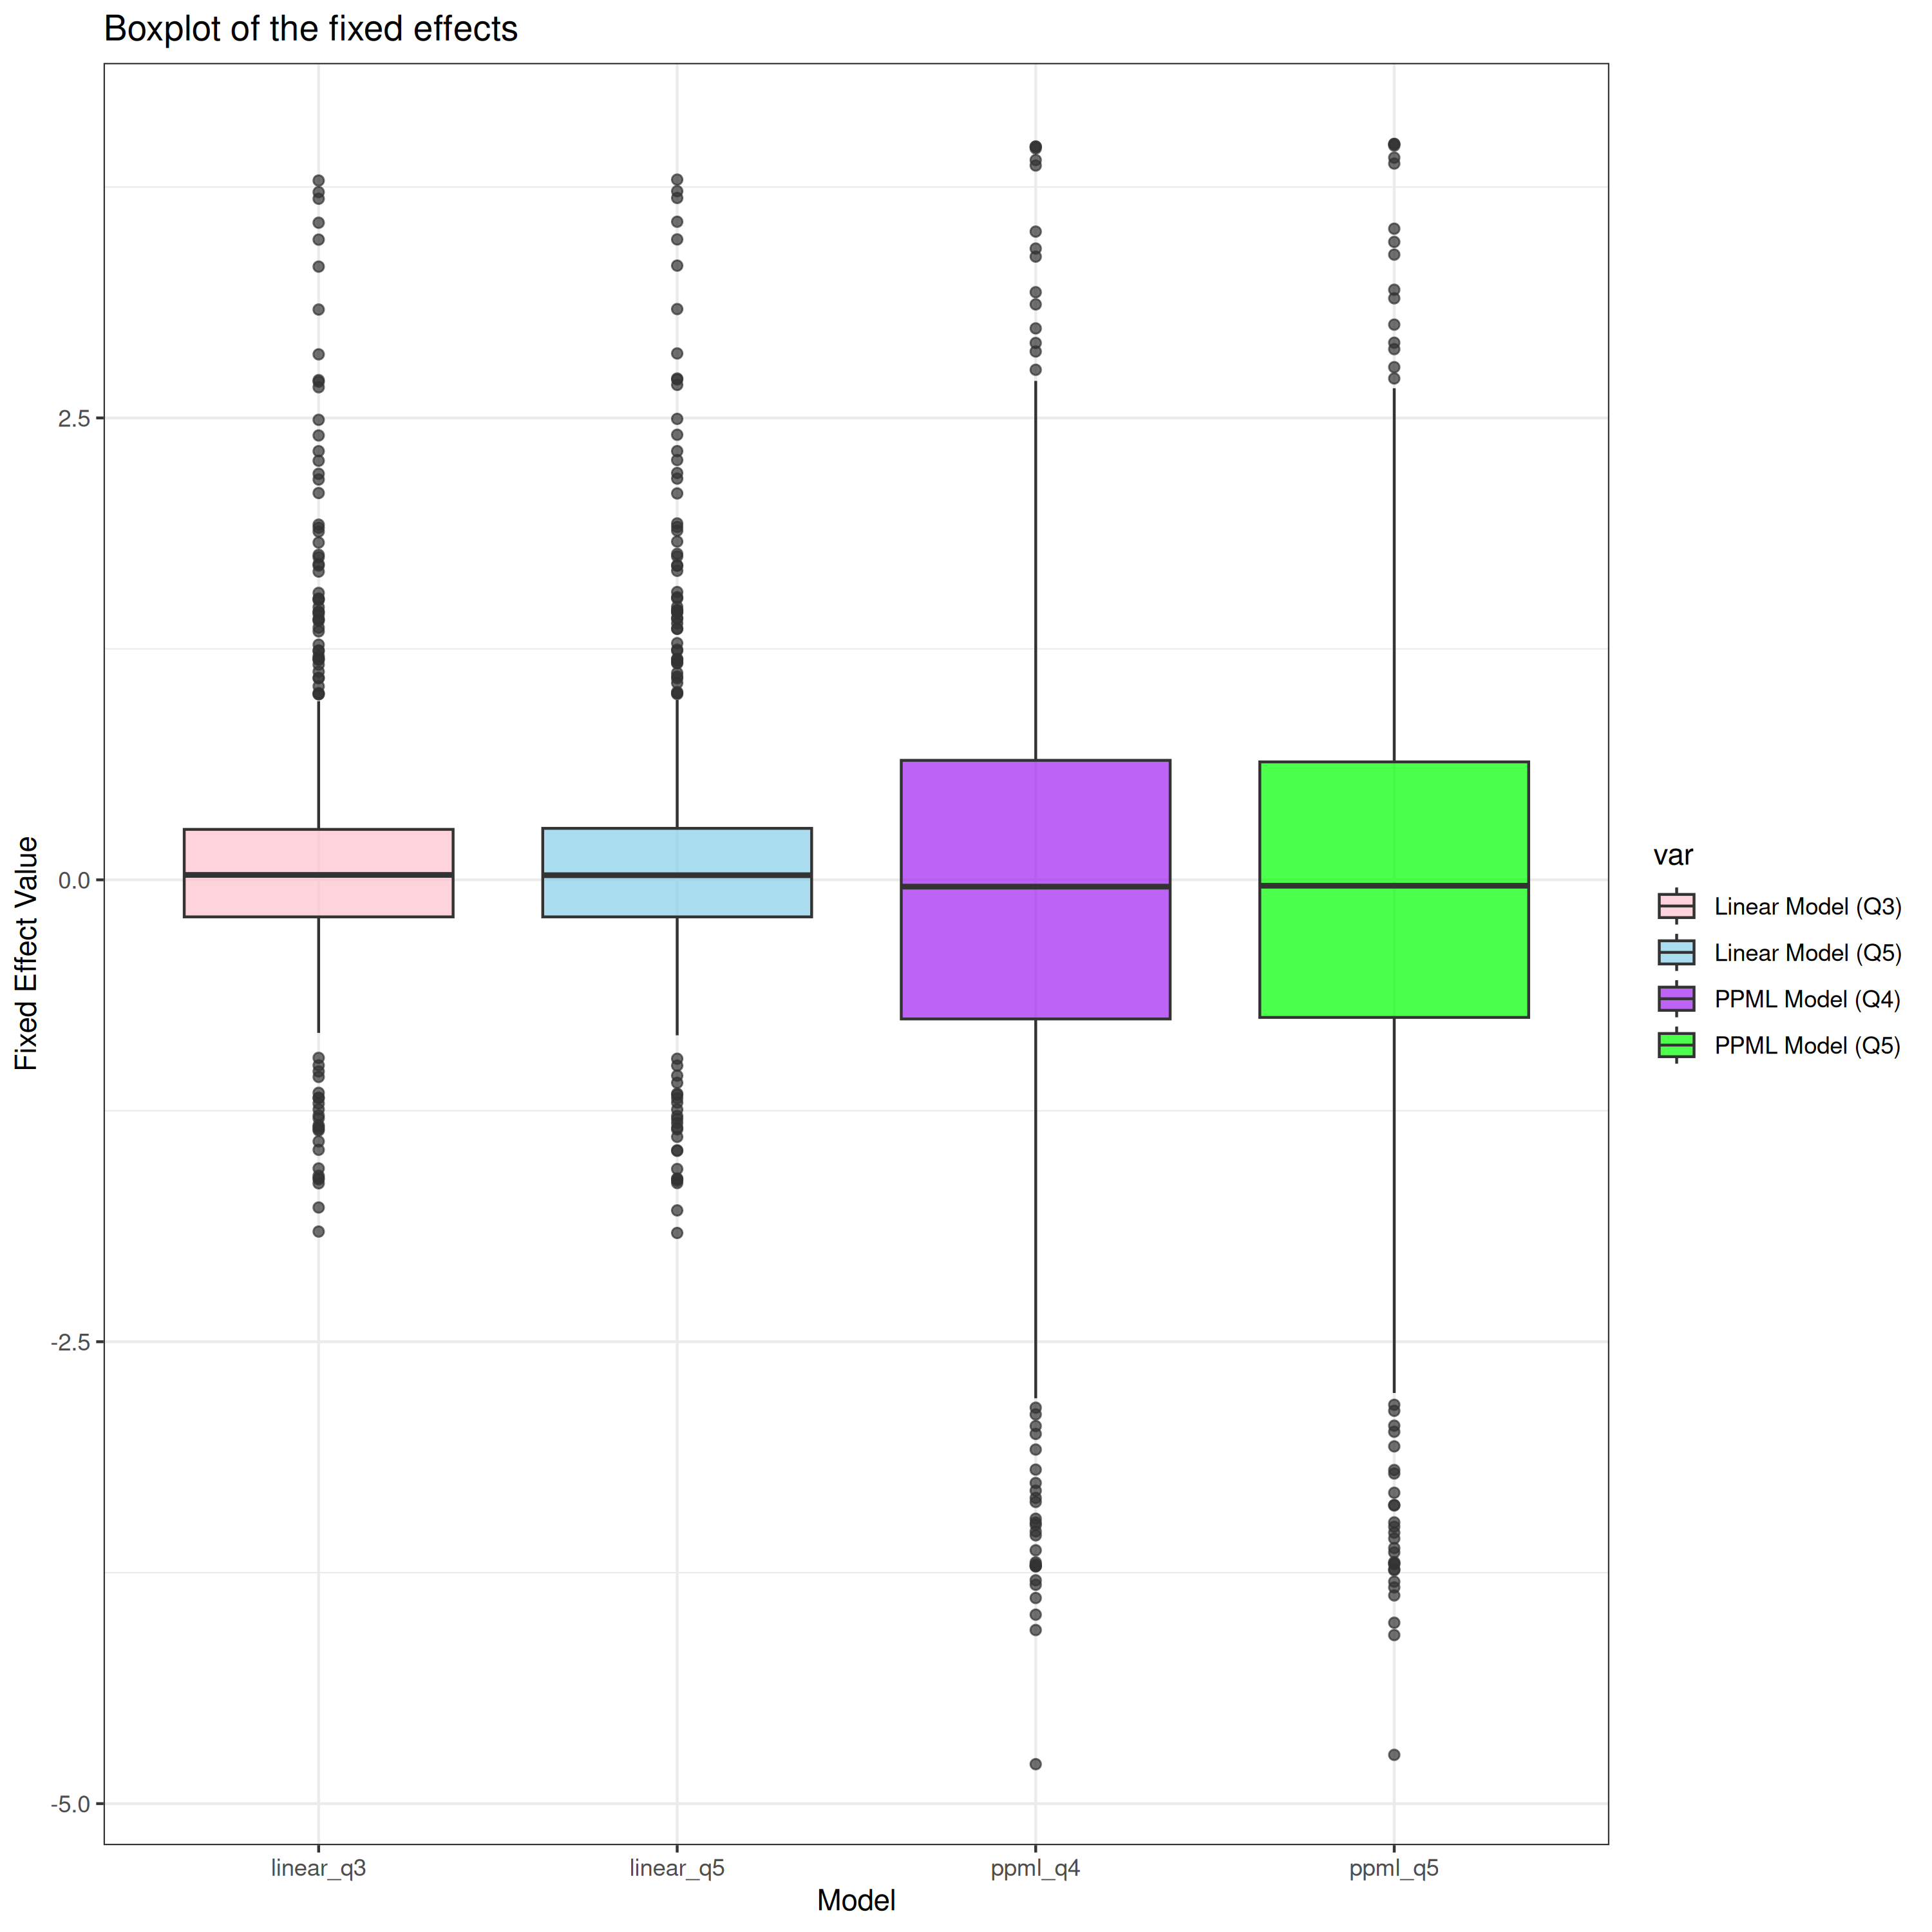 Boxplot of the fixed effects
Fixed Effect Value
2.5
0.0
-2.5
-5.0
linear_q3
linear_q5
ppml_q4
ppml_q5
Model
var
Linear Model (Q3)
Linear Model (Q5)
PPML Model (Q4)
PPML Model (Q5)